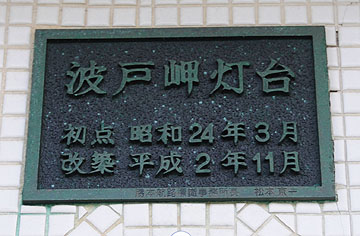 波戸岬灯台
初点 昭和24年3月
改築 平成2年11月